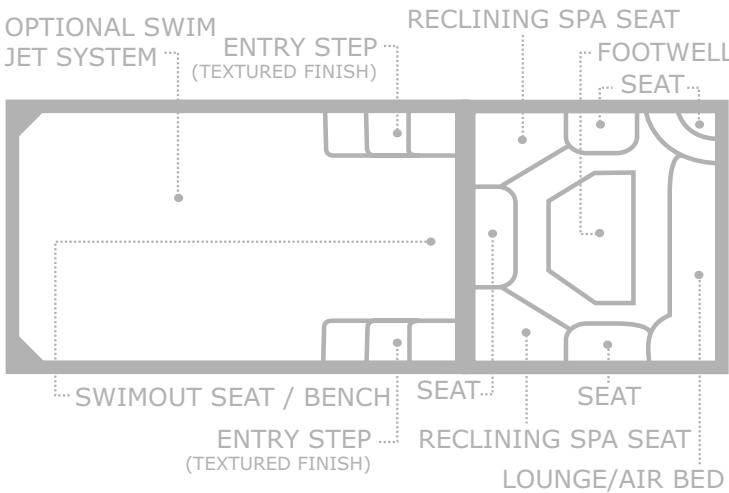 OPTIONAL SWIM
JET SYSTEM
ENTRY STEP
(TEXTURED FINISH)
RECLINING SPA SEAT
FOOTWELL
SEAT
SWIMOUT SEAT / BENCH
SEAT
SEAT
ENTRY STEP
(TEXTURED FINISH)
RECLINING SPA SEAT
LOUNGE/AIR BED